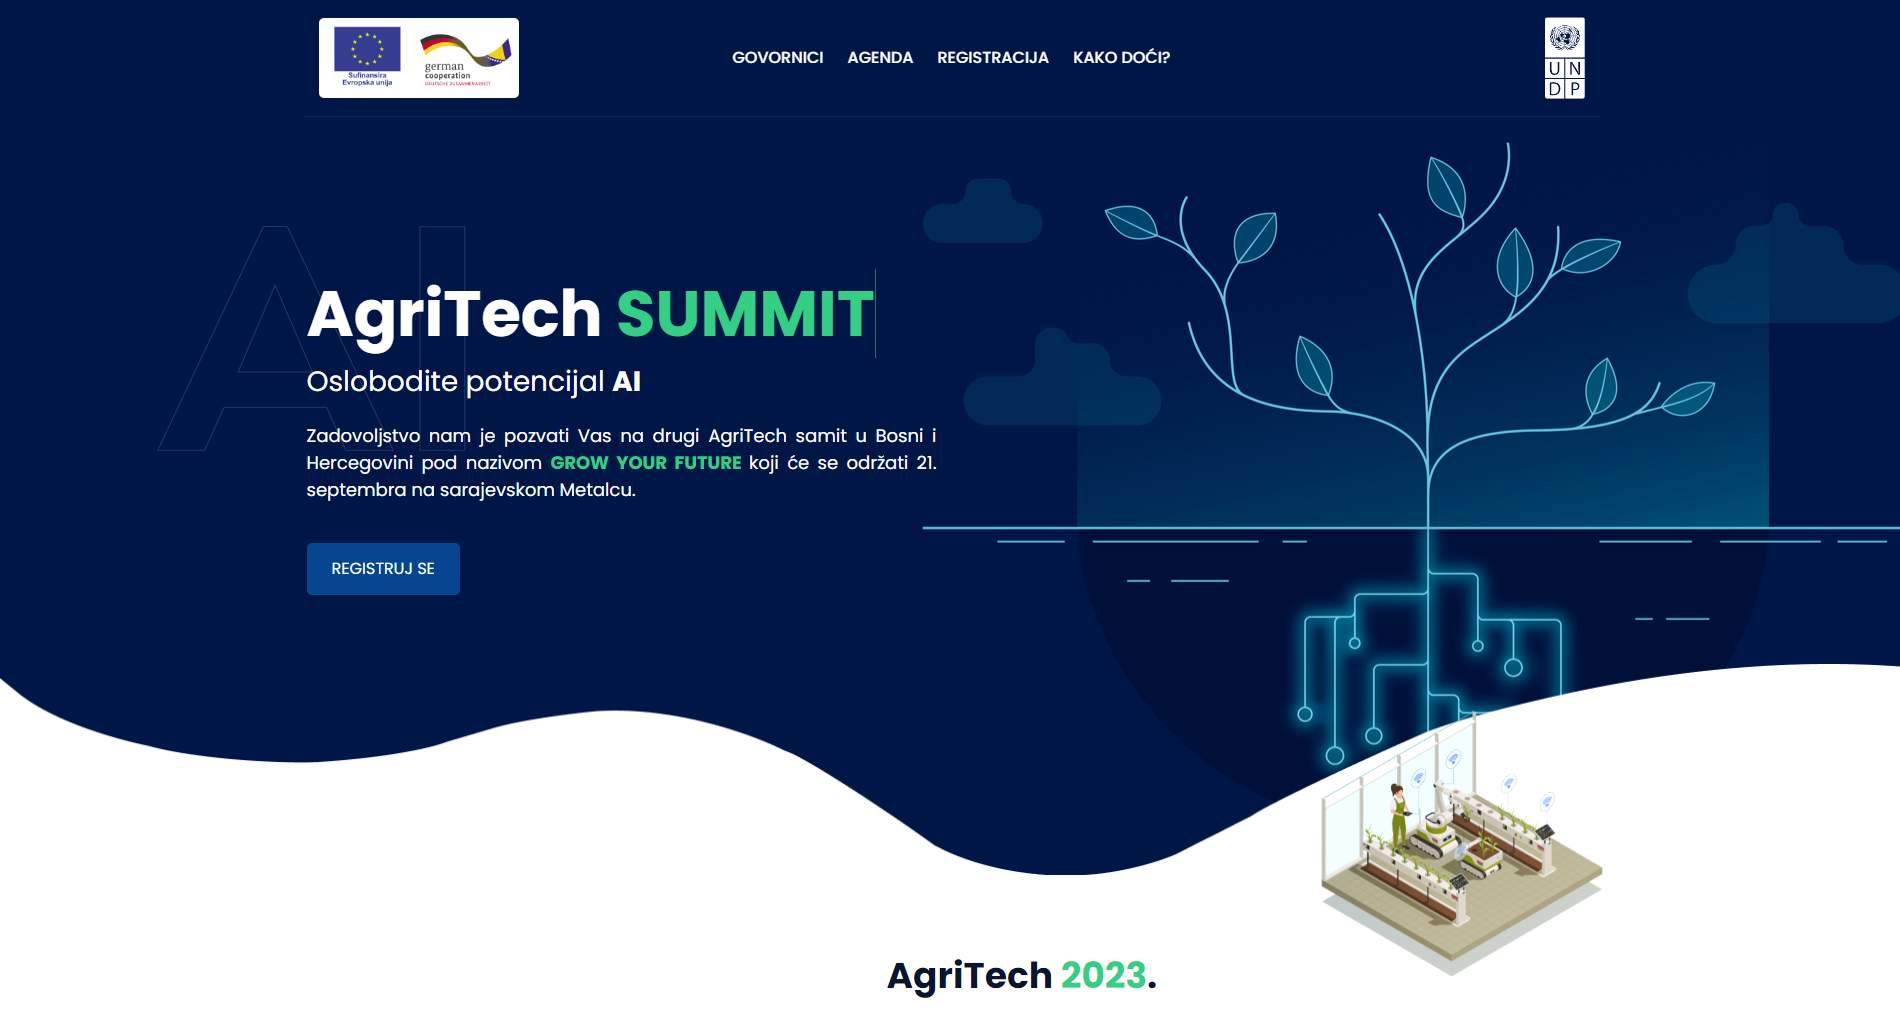 Sufinansira
Evropska unija
german
cooperation
DEUTSCHE ZUSAMMENARBEIT
GOVORNICI AGENDA REGISTRACIJA KAKO DOĆI?
U N
D P
AI
AgriTech SUMMIT
Oslobodite potencijal AI
Zadovoljstvo nam je pozvati Vas na drugi AgriTech samit u Bosni i
Hercegovini pod nazivom GROW YOUR FUTURE koji će se održati 21.
septembra na sarajevskom Metalcu.
REGISTRUJ SE
AgriTech 2023.